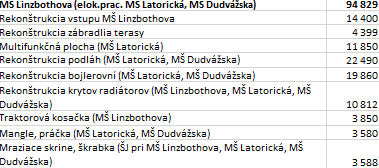 MŠ Linzbothova (elok.prac. MŠ Latorická, MŠ Dudvážska) 94 829
Rekonštrukcia vstupu MŠ Linzbothova 14 400
Rekonštrukcia zábradlia terasy 4 399
Multifunkčná plocha (MŠ Latorická) 11 850
Rekonštrukcia podláh (MŠ Latorická, MŠ Dudvážska) 22 490
Rekonštrukcia bojlerovní (MŠ Latorická, MŠ Dudvážska) 19 860
Rekonštrukcia krytov radiátorov (MŠ Linzbothova, MŠ Latorická, MŠ
Dudvážska) 10 812
Traktorová kosačka (MŠ Linzbothova) 3 850
Mangle, práčka (MŠ Latorická, MŠ Dudvážska) 3 580
Mraziace skrine, škrabka (ŠJ pri MŠ Linzbothova, MŠ Latorická, MŠ
Dudvážska) 3 588